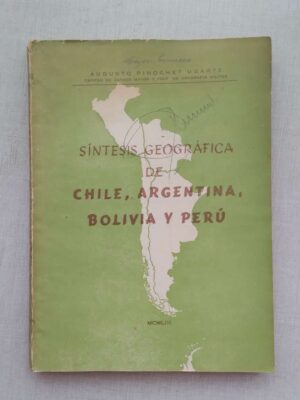 AUGUSTO PINOCHET UGARTE
SÍNTESIS GEOGRÁFICA
DE
CHILE, ARGENTINA,
BOLIVIA Y PERÚ